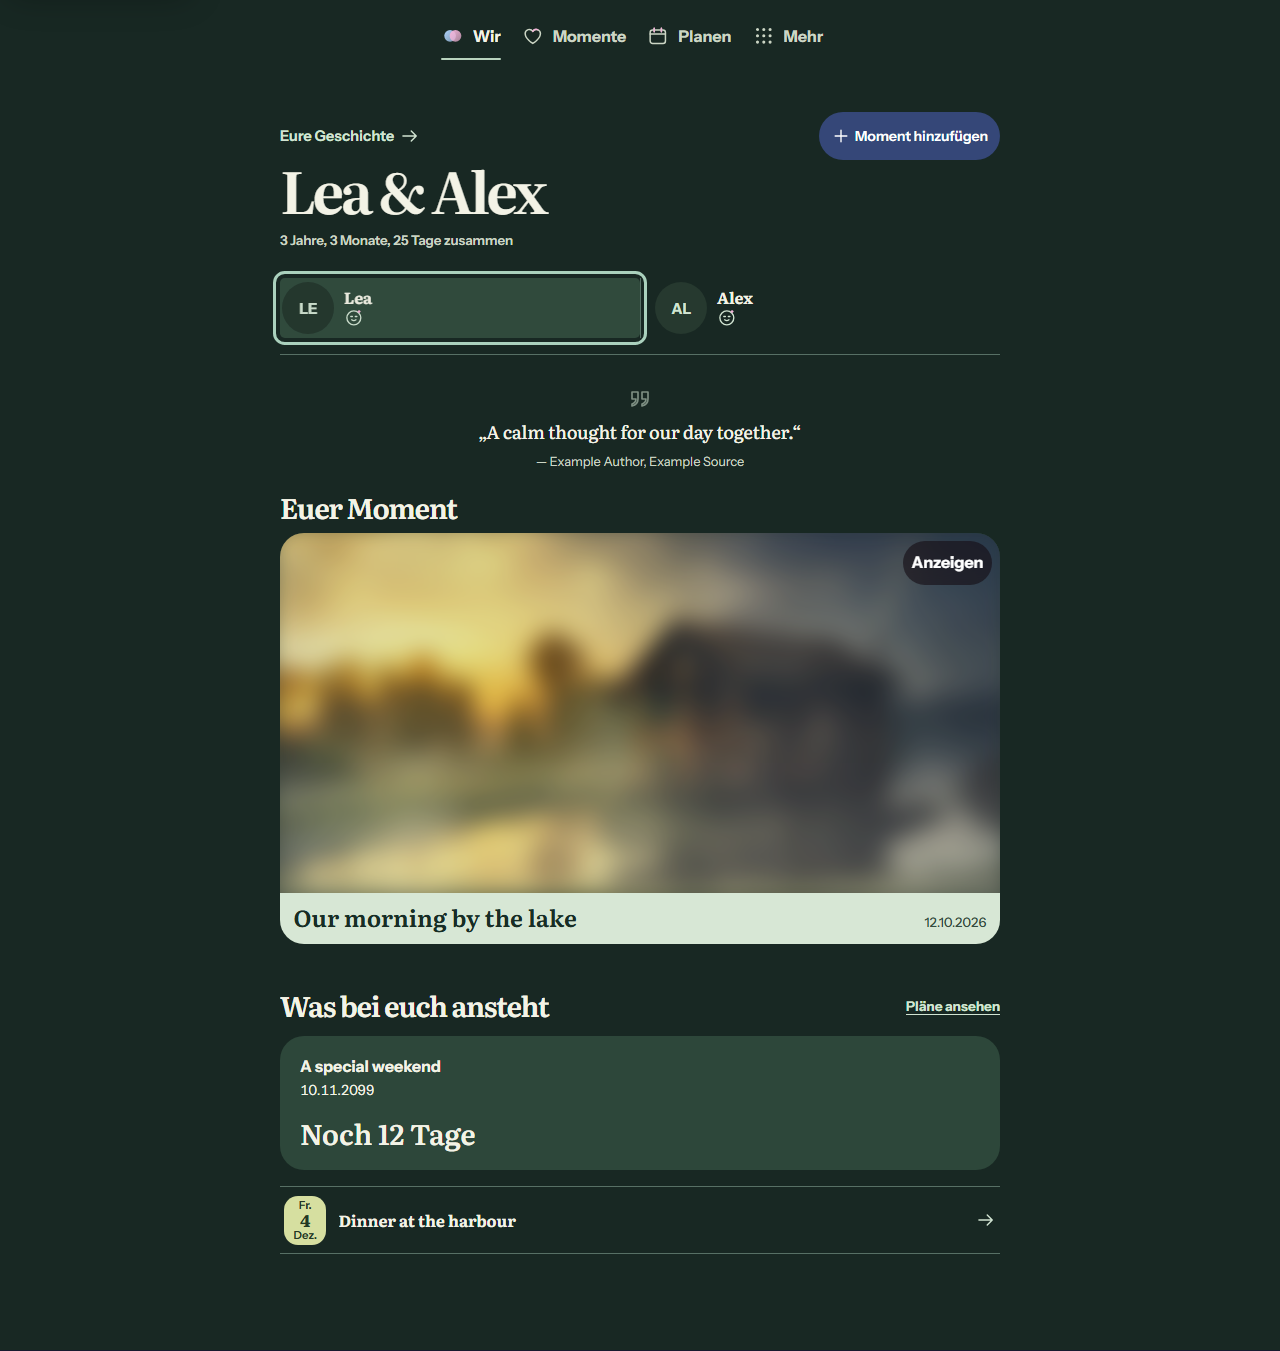 Wir Momente Planen Mehr
Eure Geschichte
Moment hinzufügen
Lea & Alex
3 Jahre, 3 Monate, 25 Tage zusammen
LE
Lea
AL
Alex
„A calm thought for our day together.“
— Example Author, Example Source
Euer Moment
Anzeigen
Our morning by the lake
12.10.2026
Was bei euch ansteht
Pläne ansehen
A special weekend
10.11.2099
Noch 12 Tage
Fr.
4
Dez.
Dinner at the harbour